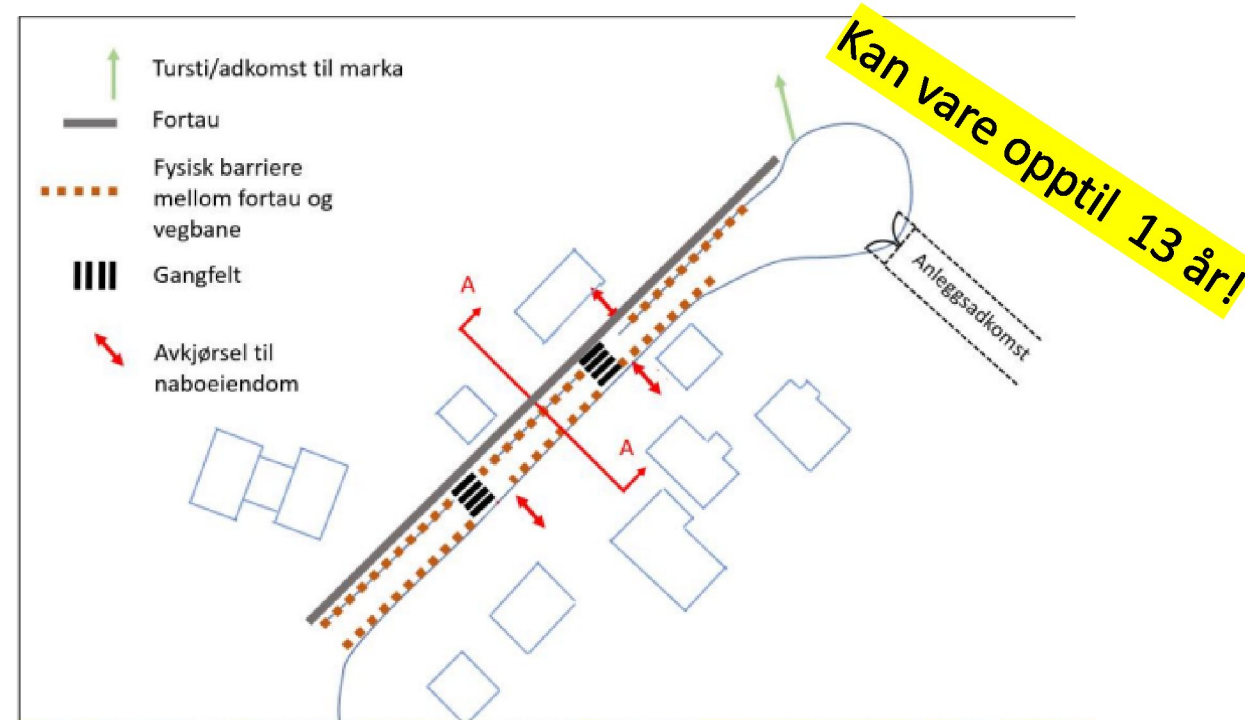 Tursti/adkomst til marka
Fortau
Fysisk barriere
mellom fortau og
vegbane
Gangfelt
Avkjørsel til
naboeiendom
Kan vare opptil 13 år!
Anleggsadkomst
A
A